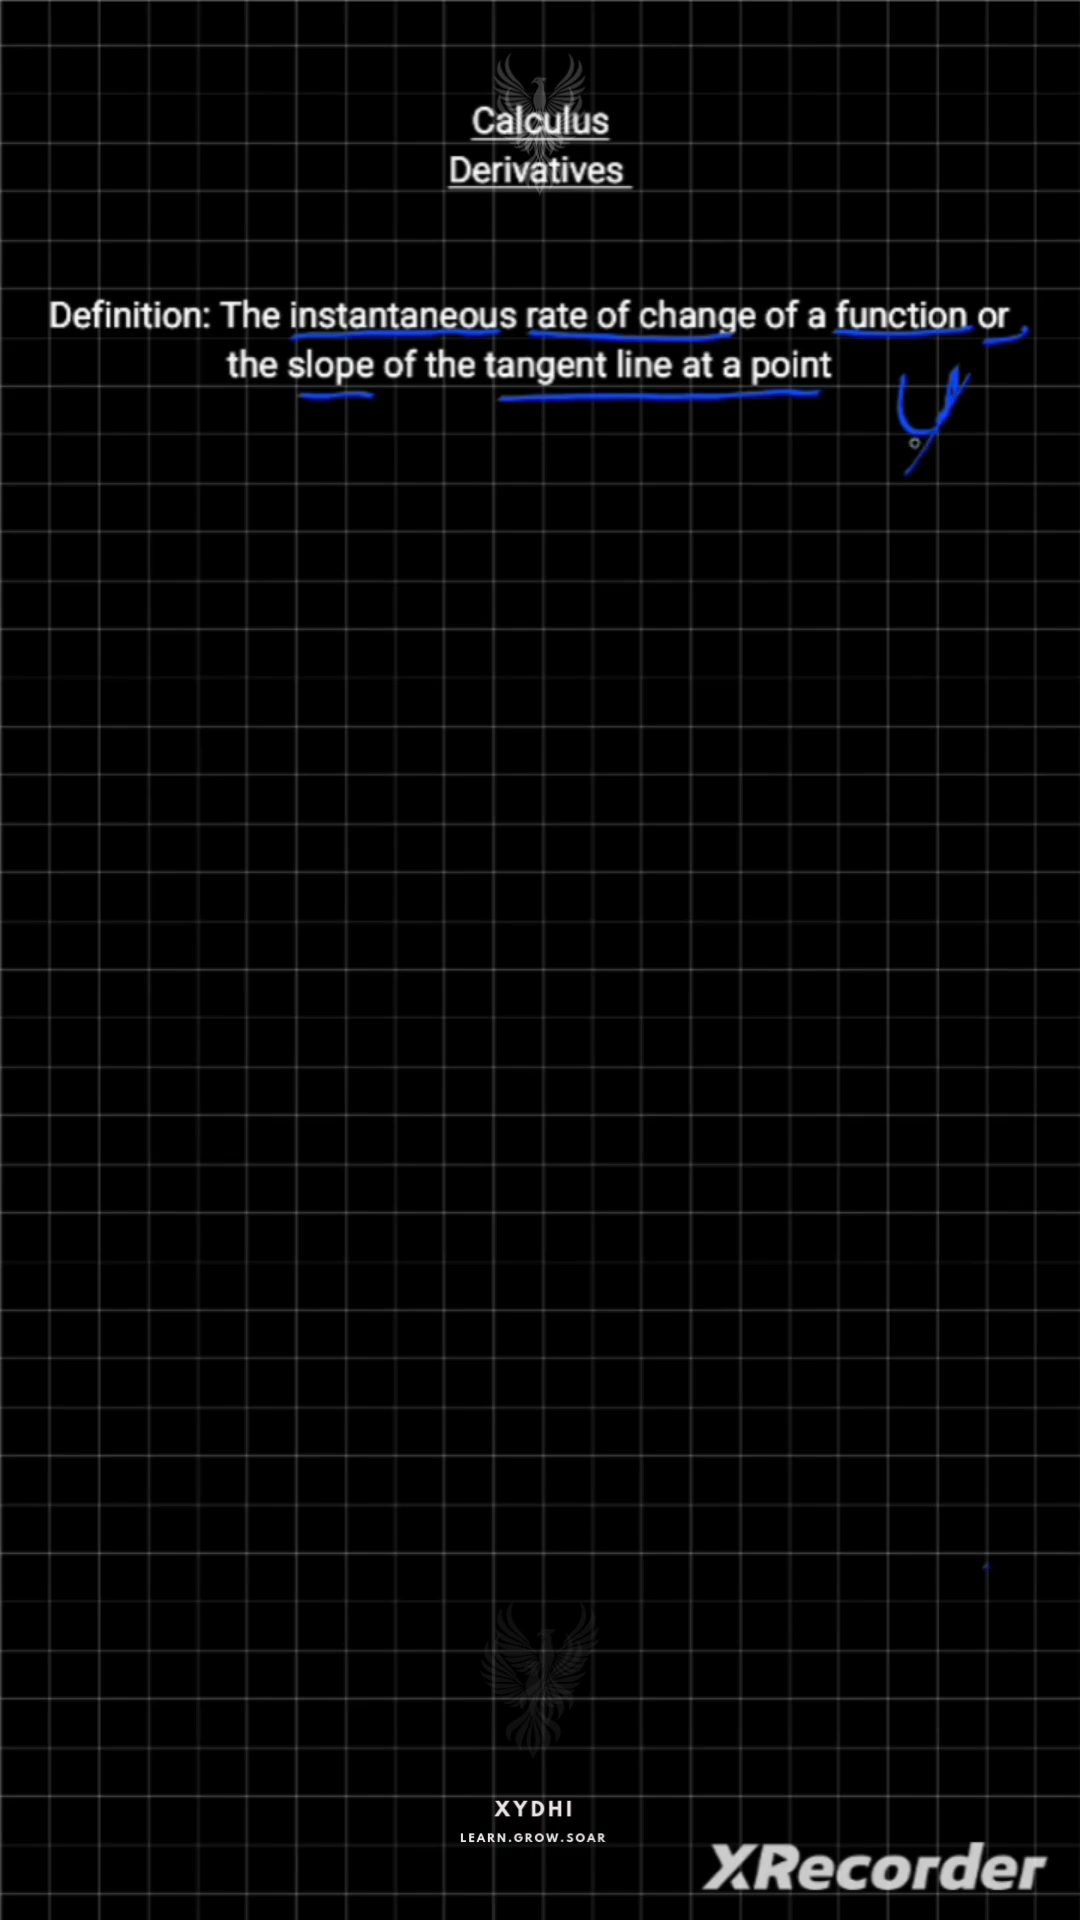 Calculus
Derivatives
Definition: The instantaneous rate of change of a function or
the slope of the tangent line at a point
XYDHI
LEARN.GROW.SOAR
XRecorder